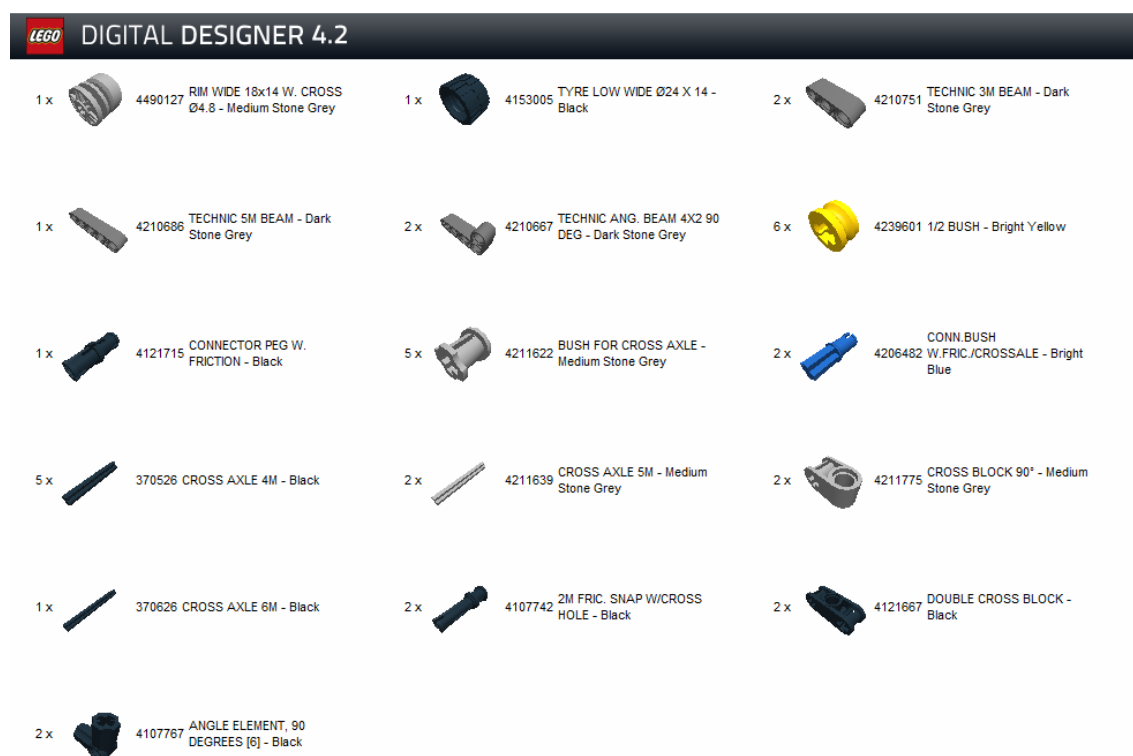 LEGO DIGITAL DESIGNER 4.2
1 x 4490127 RIM WIDE 18x14 W. CROSS
Ø4.8 - Medium Stone Grey
1 x 4153005 TYRE LOW WIDE Ø24 X 14 -
Black
2 x 4210751 TECHNIC 3M BEAM - Dark
Stone Grey
1 x 4210686 TECHNIC 5M BEAM - Dark
Stone Grey
2 x 4210667 TECHNIC ANG. BEAM 4X2 90
DEG - Dark Stone Grey
6 x 4239601 1/2 BUSH - Bright Yellow
1 x 4121715 CONNECTOR PEG W.
FRICTION - Black
5 x 4211622 BUSH FOR CROSS AXLE -
Medium Stone Grey
2 x 4206482 CONN.BUSH
W.FRIC./CROSSALE - Bright
Blue
5 x 370526 CROSS AXLE 4M - Black
2 x 4211639 CROSS AXLE 5M - Medium
Stone Grey
2 x 4211775 CROSS BLOCK 90° - Medium
Stone Grey
1 x 370626 CROSS AXLE 6M - Black
2 x 4107742 2M FRIC. SNAP W/CROSS
HOLE - Black
2 x 4121667 DOUBLE CROSS BLOCK -
Black
2 x 4107767 ANGLE ELEMENT, 90
DEGREES [6] - Black